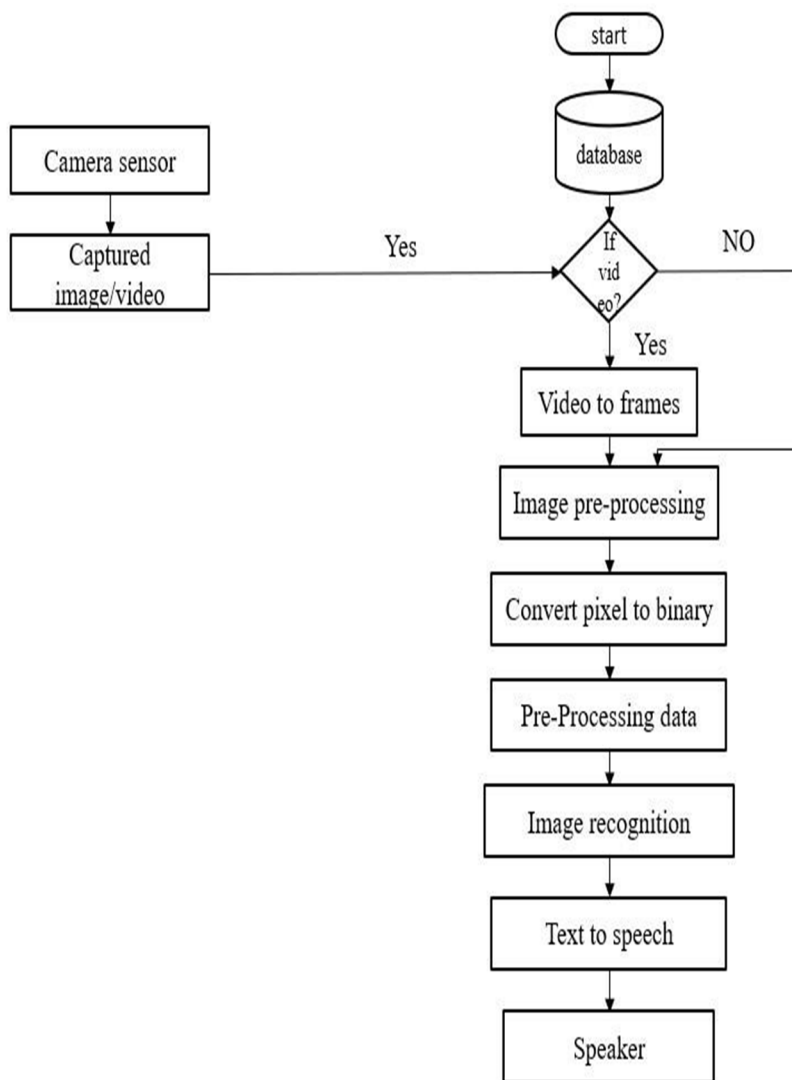 start
database
Camera sensor
Captured
image/video
Yes
If
vid
eo?
NO
Yes
Video to frames
Image pre-processing
Convert pixel to binary
Pre-Processing data
Image recognition
Text to speech
Speaker